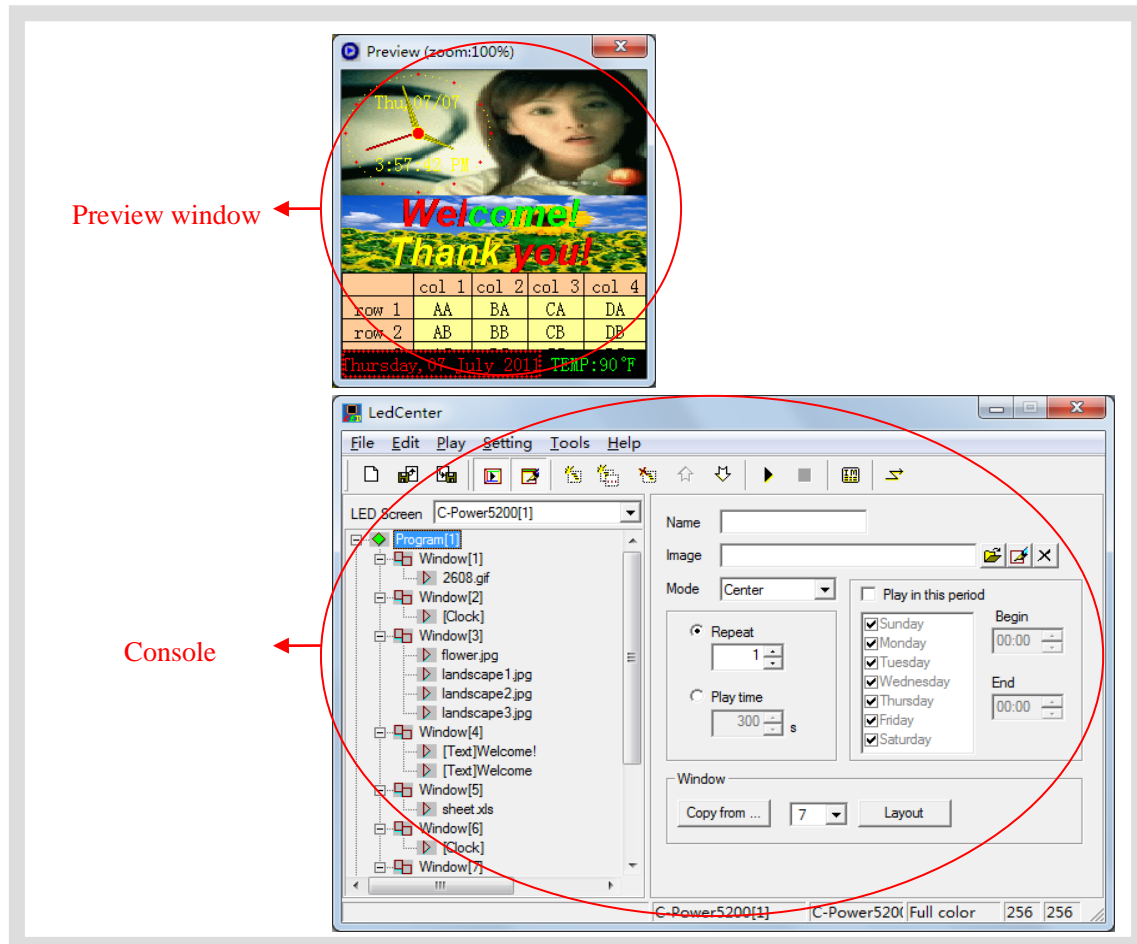 Preview (zoom:100%)
Thu, 07/07
3:57:42 PM
Preview window
Welcome!
Thank you!
col 1 col 2 col 3 col 4
row 1 AA BA CA DA
row 2 AB BB CB DB
Thursday, 07 July 2011 TEMP:90°F
LedCenter
File Edit Play Setting Tools Help
LED Screen C-Power5200[1]
Program[1]
Window[1]
2608.gif
Window[2]
[Clock]
Window[3]
flower.jpg
landscape1.jpg
landscape2.jpg
landscape3.jpg
Window[4]
[Text]Welcome!
[Text]Welcome
Window[5]
sheet.xls
Window[6]
[Clock]
Window[7]
Console
Name
Image
Mode Center
Repeat
1
Play time
300 s
Play in this period
Sunday
Monday
Tuesday
Wednesday
Thursday
Friday
Saturday
Begin
00:00
End
00:00
Window
Copy from ... 7 Layout
C-Power5200[1] C-Power520( Full color 256 256